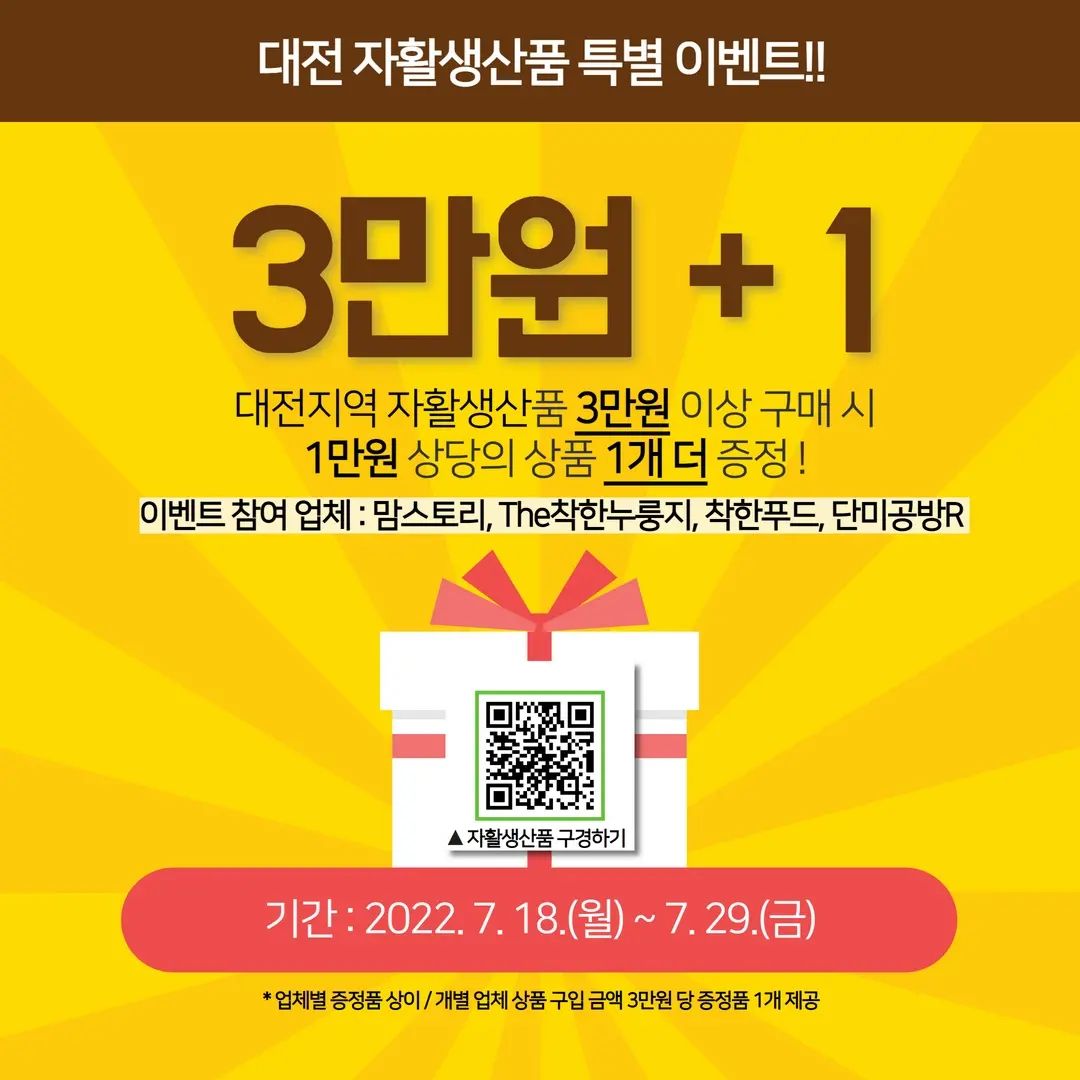 대전 자활생산품 특별 이벤트!!
3만원 + 1
대전지역 자활생산품 3만원 이상 구매 시
1만원 상당의 상품 1개 더 증정 !
이벤트 참여 업체 : 맘스토리, The착한누룽지, 착한푸드, 단미공방R
▲ 자활생산품 구경하기
기간 : 2022. 7. 18.(월) ~ 7. 29.(금)
* 업체별 증정품 상이 / 개별 업체 상품 구입 금액 3만원 당 증정품 1개 제공